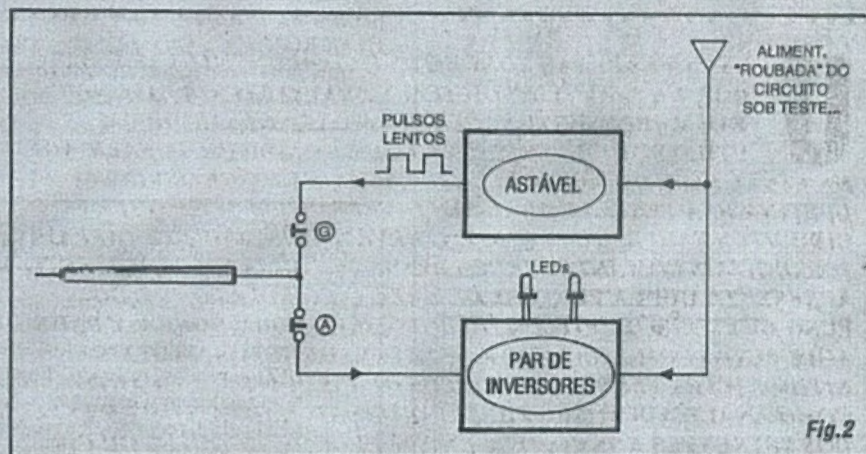 ALIMENT.
"ROUBADA" DO
CIRCUITO
SOB TESTE...
PULSOS
LENTOS
ASTÁVEL
G
LEDs
A
PAR DE
INVERSORES
Fig.2